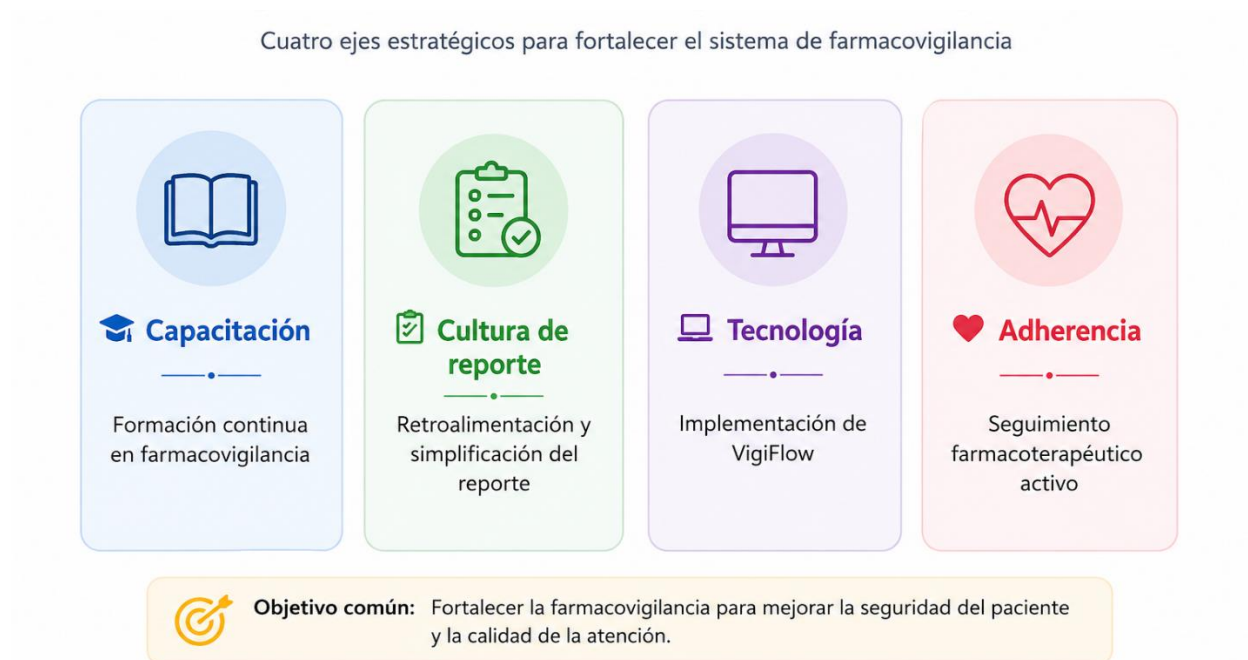 Cuatro ejes estratégicos para fortalecer el sistema de farmacovigilancia
Capacitación
Formación continua
en farmacovigilancia
Cultura de
reporte
Retroalimentación y
simplificación del
reporte
Tecnología
Implementación de
VigiFlow
Adherencia
Seguimiento
farmacoterapéutico
activo
Objetivo común: Fortalecer la farmacovigilancia para mejorar la seguridad del paciente
y la calidad de la atención.